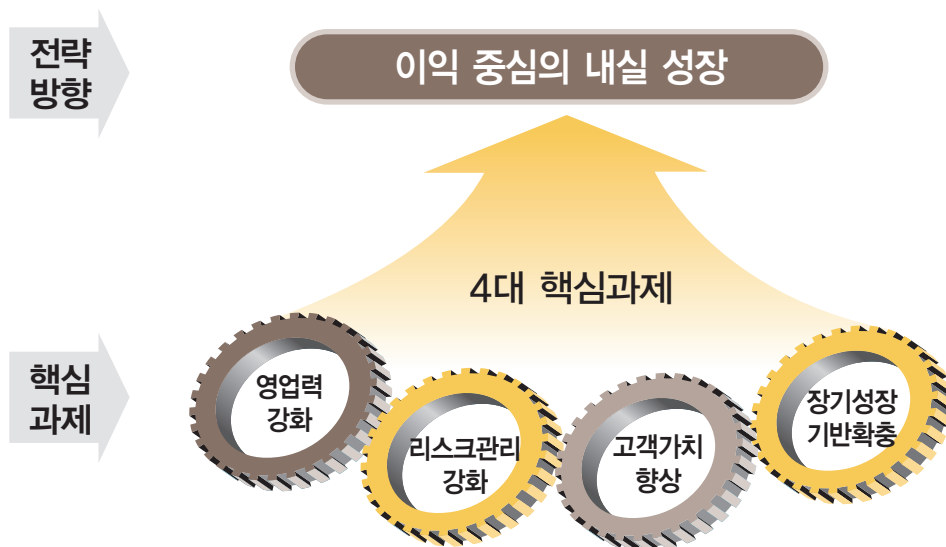 전략
방향
이익 중심의 내실 성장
4대 핵심과제
핵심
과제
영업력
강화
리스크관리
강화
고객가치
향상
장기성장
기반확충